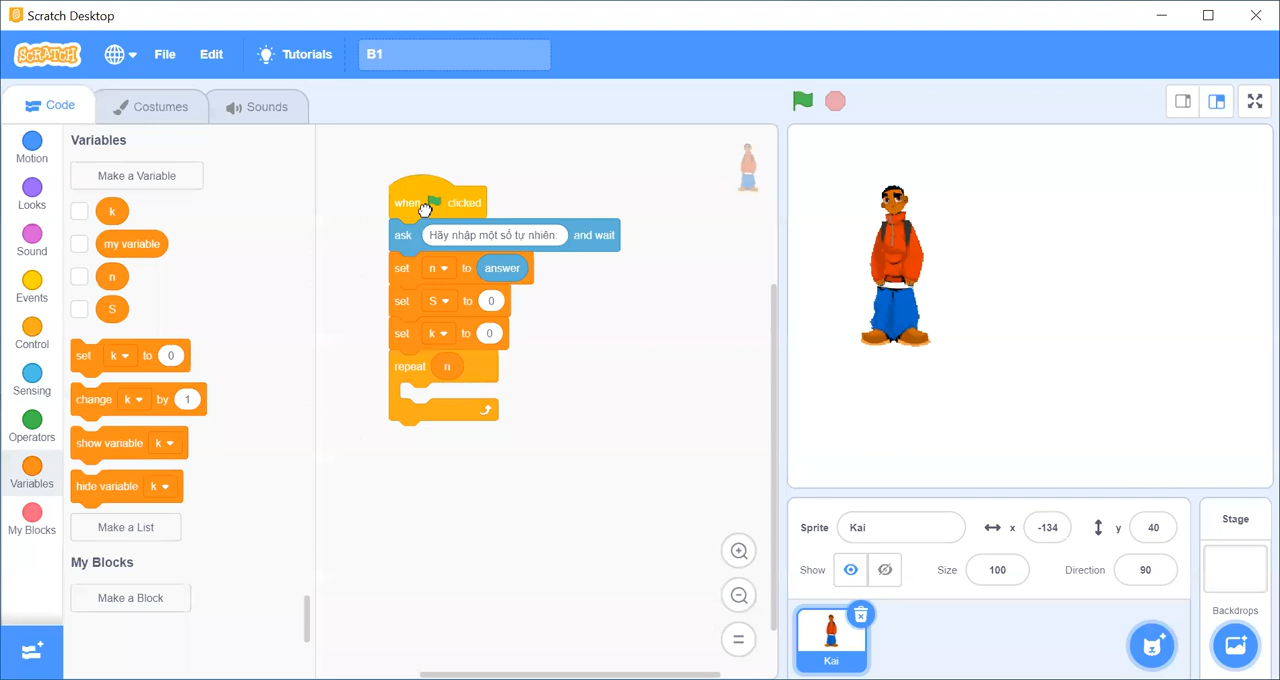 Scratch Desktop
SCRATCH
File
Edit
Tutorials
B1
Code
Costumes
Sounds
Motion
Looks
Sound
Events
Control
Sensing
Operators
Variables
My Blocks
Variables
Make a Variable
k
my variable
n
S
set k to 0
change k by 1
show variable k
hide variable k
Make a List
My Blocks
Make a Block
when clicked
ask Hãy nhập một số tự nhiên: and wait
set n to answer
set S to 0
set k to 0
repeat n
Sprite Kai x -134 y 40
Show Size 100 Direction 90
Kai
Stage
Backdrops